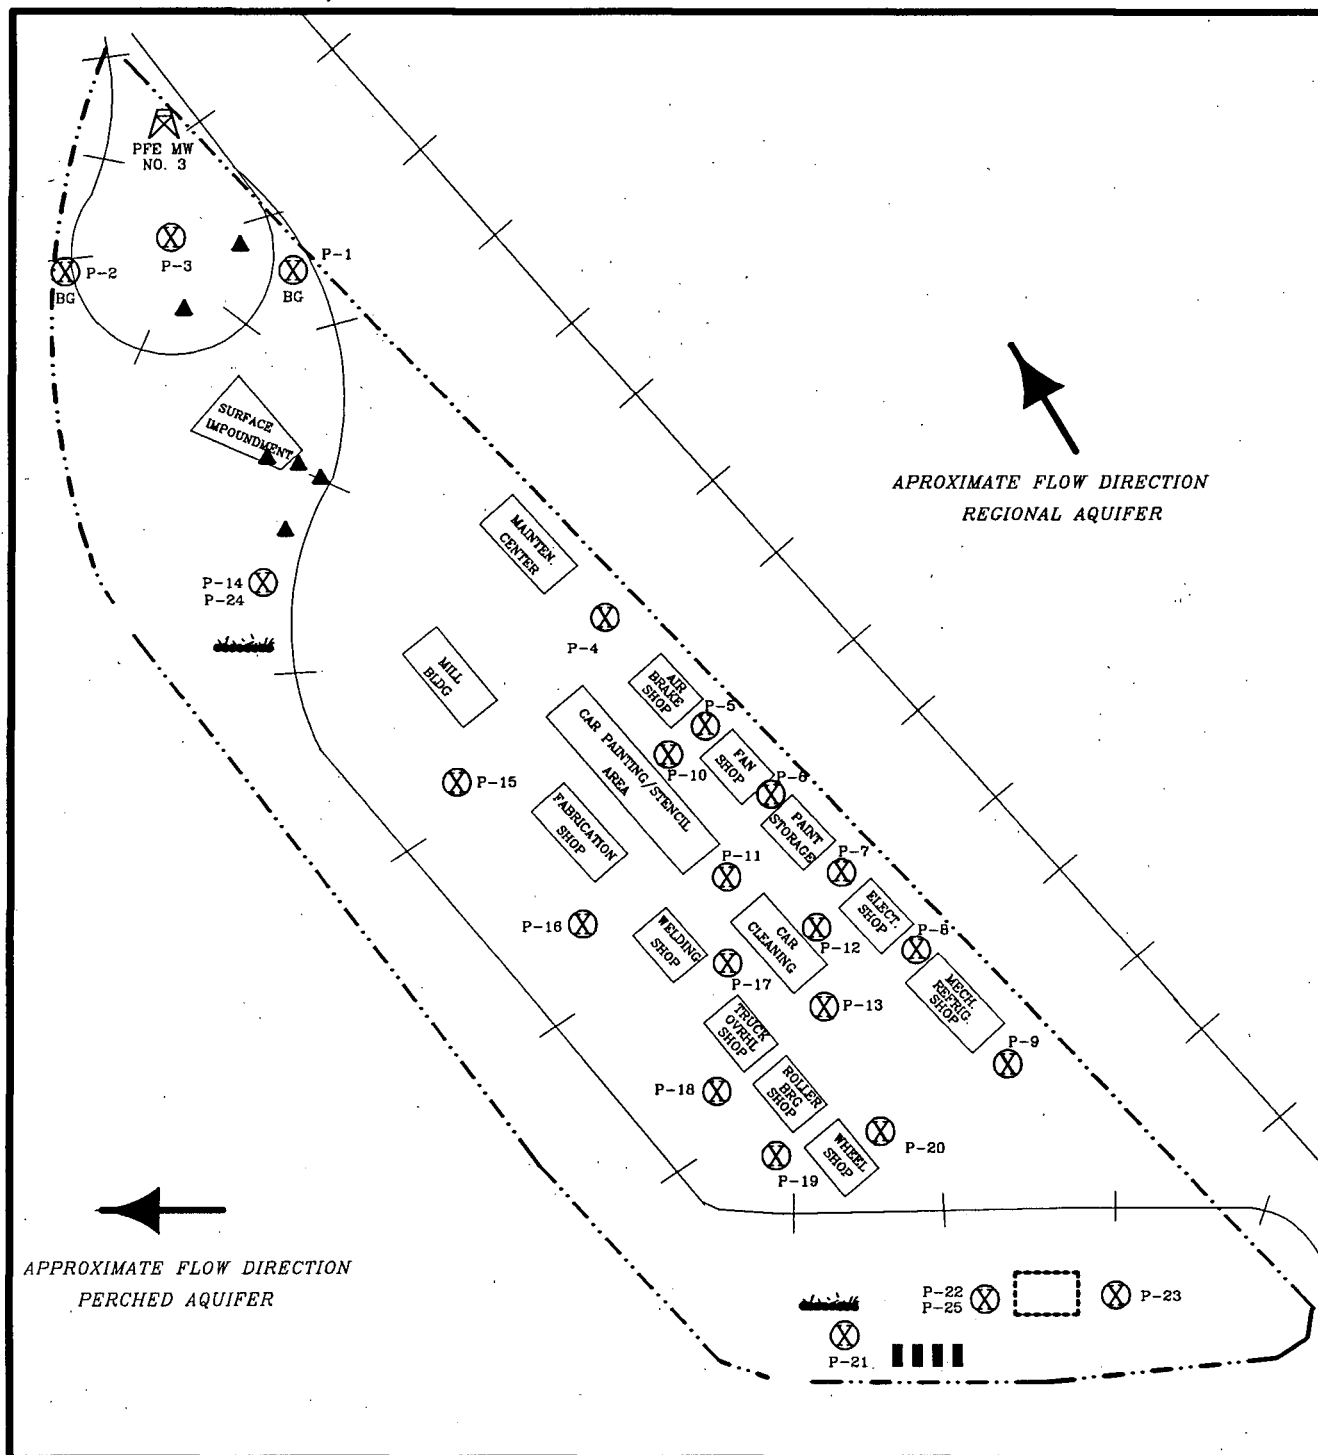 PFE MW
NO. 3
P-1
P-2
P-3
BG
BG
SURFACE
IMPOUNDMENT
APROXIMATE FLOW DIRECTION
REGIONAL AQUIFER
MAINTEN.
CENTER
P-14
P-24
P-4
MILL
BLDG
AIR
BRAKE
SHOP
P-5
CAR PAINTING/STENCIL
AREA
P-10
FAN
SHOP
P-6
P-15
FABRICATION
SHOP
PAINT
STORAGE
P-11
P-7
ELECT.
SHOP
P-16
WELDING
SHOP
CAR
CLEANING
P-12
P-8
P-17
MECH.
REFRIG.
SHOP
P-13
TRUCK
OVRHL
SHOP
P-9
P-18
ROLLER
BRG
SHOP
WHEEL
SHOP
P-20
P-19
APPROXIMATE FLOW DIRECTION
PERCHED AQUIFER
P-22
P-25
P-23
P-21